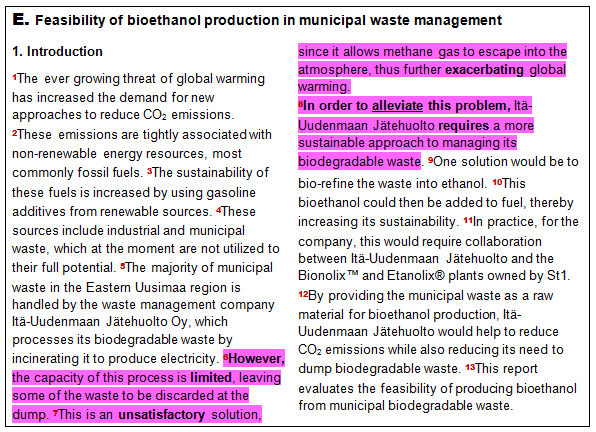 E. Feasibility of bioethanol production in municipal waste management
1. Introduction
1The ever growing threat of global warming
has increased the demand for new
approaches to reduce CO₂ emissions.
2These emissions are tightly associated with
non-renewable energy resources, most
commonly fossil fuels. 3The sustainability of
these fuels is increased by using gasoline
additives from renewable sources. 4These
sources include industrial and municipal
waste, which at the moment are not utilized to
their full potential. 5The majority of municipal
waste in the Eastern Uusimaa region is
handled by the waste management company
Itä-Uudenmaan Jätehuolto Oy, which
processes its biodegradable waste by
incinerating it to produce electricity. 6However,
the capacity of this process is limited, leaving
some of the waste to be discarded at the
dump. 7This is an unsatisfactory solution,
since it allows methane gas to escape into the
atmosphere, thus further exacerbating global
warming.
8In order to alleviate this problem, Itä-
Uudenmaan Jätehuolto requires a more
sustainable approach to managing its
biodegradable waste. 9One solution would be to
bio-refine the waste into ethanol. 10This
bioethanol could then be added to fuel, thereby
increasing its sustainability. 11In practice, for the
company, this would require collaboration
between Itä-Uudenmaan Jätehuolto and the
Bionolix™ and Etanolix® plants owned by St1.
12By providing the municipal waste as a raw
material for bioethanol production, Itä-
Uudenmaan Jätehuolto would help to reduce
CO₂ emissions while also reducing its need to
dump biodegradable waste. 13This report
evaluates the feasibility of producing bioethanol
from municipal biodegradable waste.